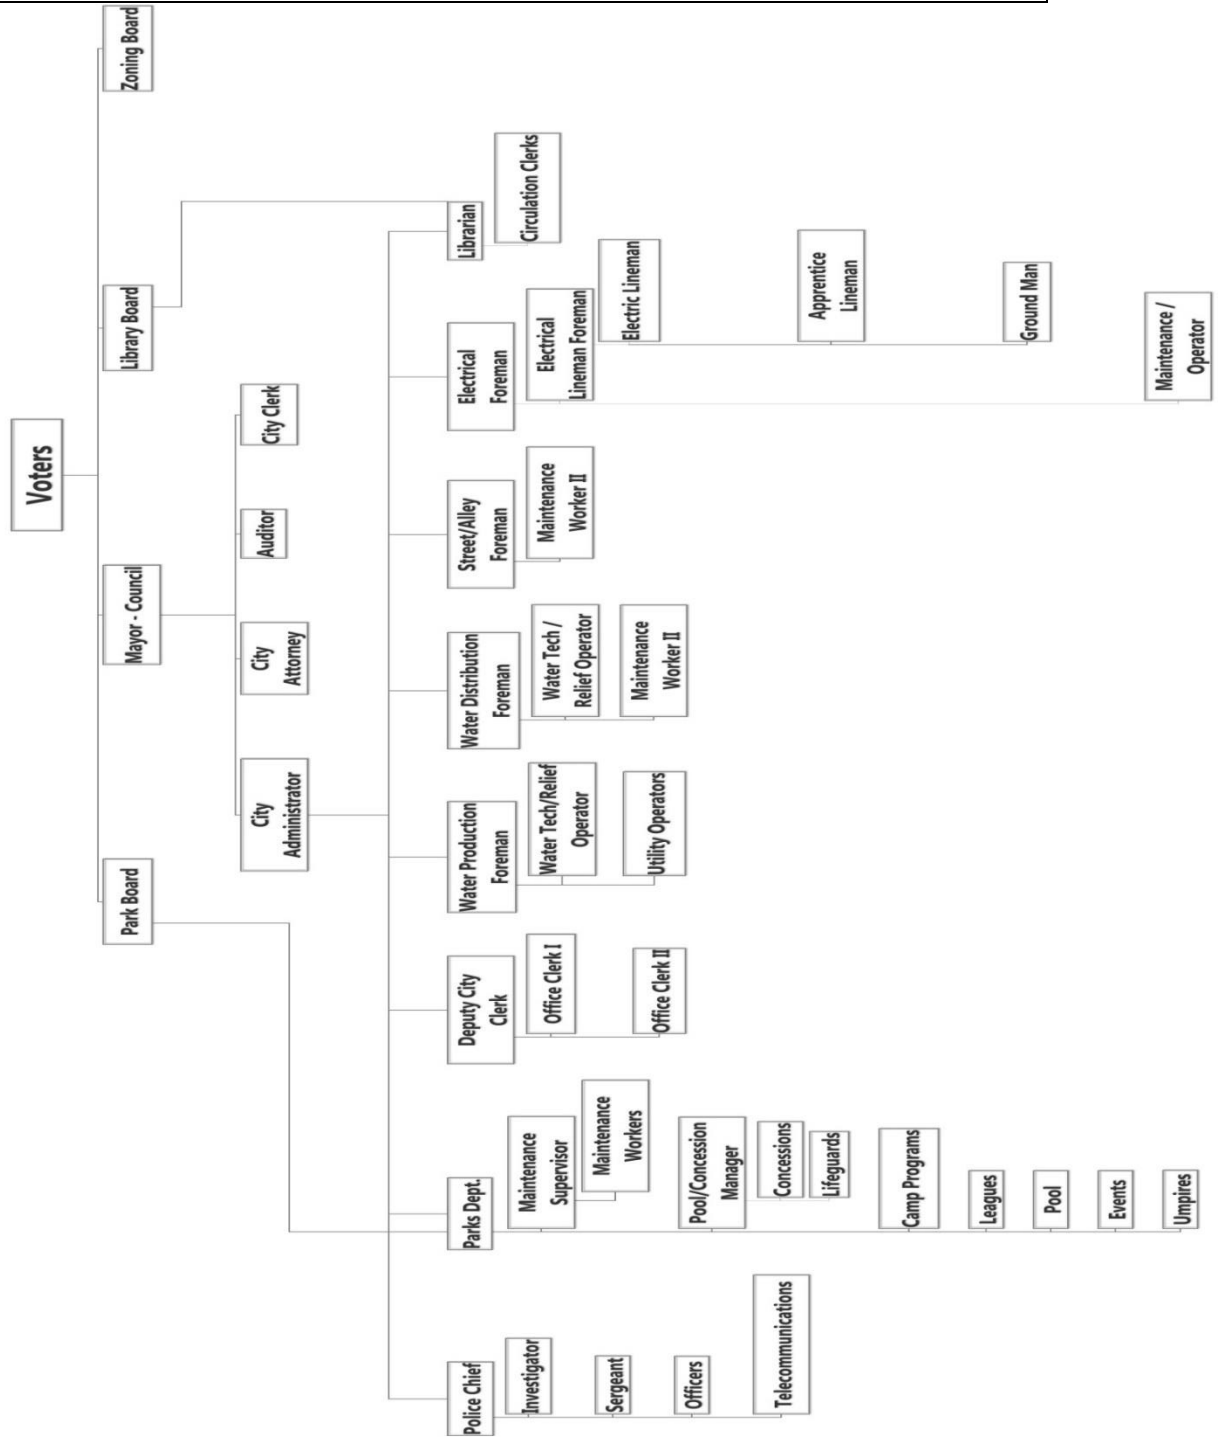 Voters
Park Board
Mayor - Council
Library Board
Zoning Board
City
Administrator
City
Attorney
Auditor
City Clerk
Police Chief
Investigator
Sergeant
Officers
Telecommunications
Parks Dept.
Maintenance
Supervisor
Maintenance
Workers
Pool/Concession
Manager
Concessions
Lifeguards
Camp Programs
Leagues
Pool
Events
Umpires
Deputy City
Clerk
Office Clerk I
Office Clerk II
Water Production
Foreman
Water Tech/Relief
Operator
Utility Operators
Water Distribution
Foreman
Water Tech /
Relief Operator
Maintenance
Worker II
Street/Alley
Foreman
Maintenance
Worker II
Electrical
Foreman
Electrical
Lineman Foreman
Electric Lineman
Apprentice
Lineman
Ground Man
Maintenance /
Operator
Librarian
Circulation Clerks